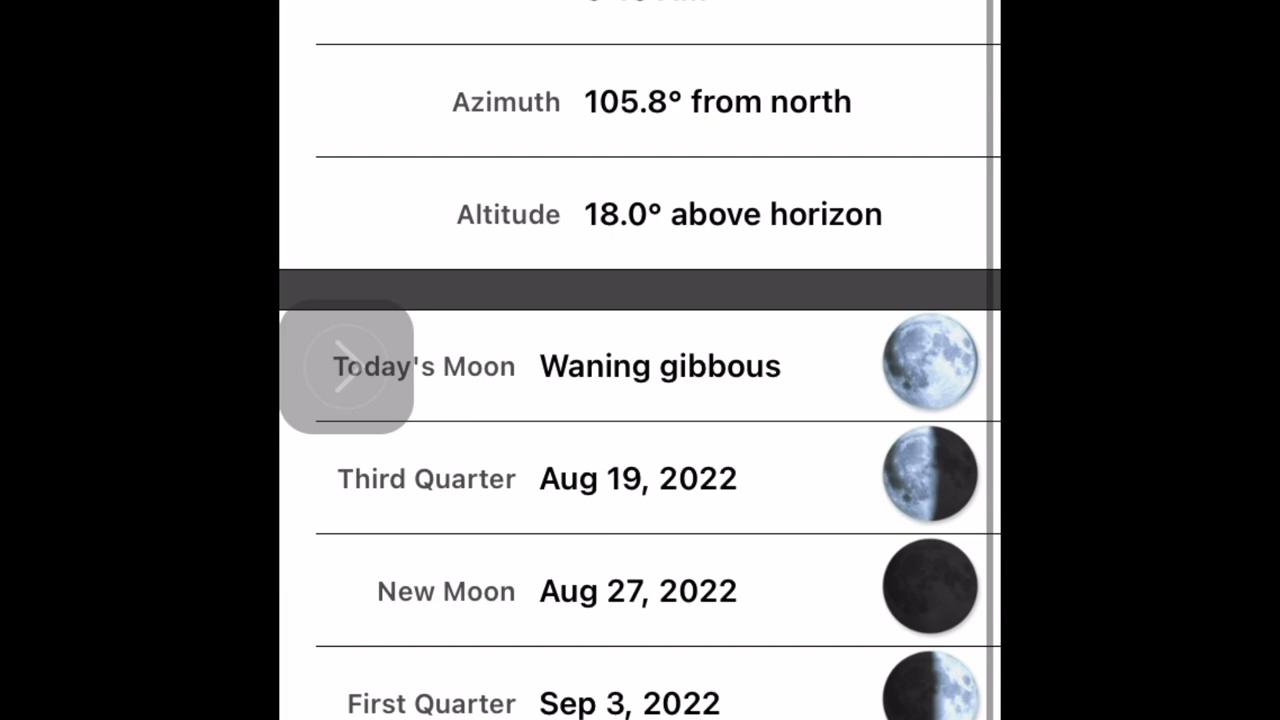 Azimuth 105.8° from north
Altitude 18.0° above horizon
Today's Moon Waning gibbous
Third Quarter Aug 19, 2022
New Moon Aug 27, 2022
First Quarter Sep 3, 2022